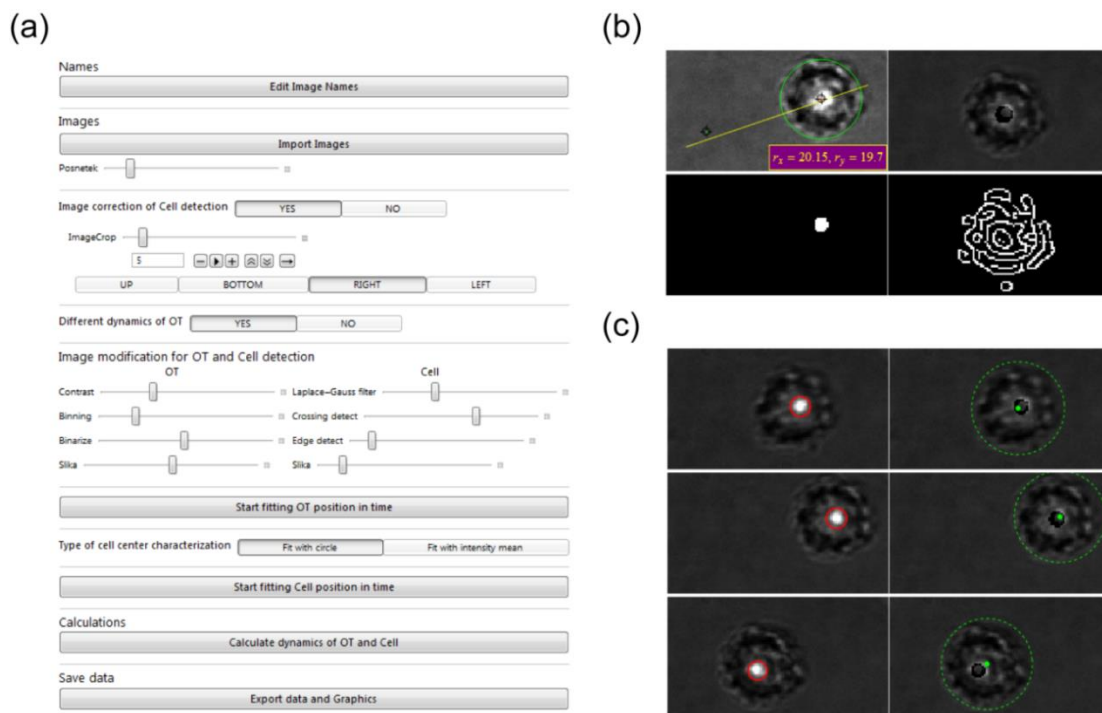 (a)
Names
Edit Image Names
Images
Import Images
Posnetek
Image correction of Cell detection YES NO
ImageCrop
5
UP BOTTOM RIGHT LEFT
Different dynamics of OT YES NO
Image modification for OT and Cell detection
OT Cell
Contrast Laplace-Gauss filter
Binning Crossing detect
Binarize Edge detect
Slika Slika
Start fitting OT position in time
Type of cell center characterization Fit with circle Fit with intensity mean
Start fitting Cell position in time
Calculations
Calculate dynamics of OT and Cell
Save data
Export data and Graphics
(b)
rx = 20.15, ry = 19.7
(c)